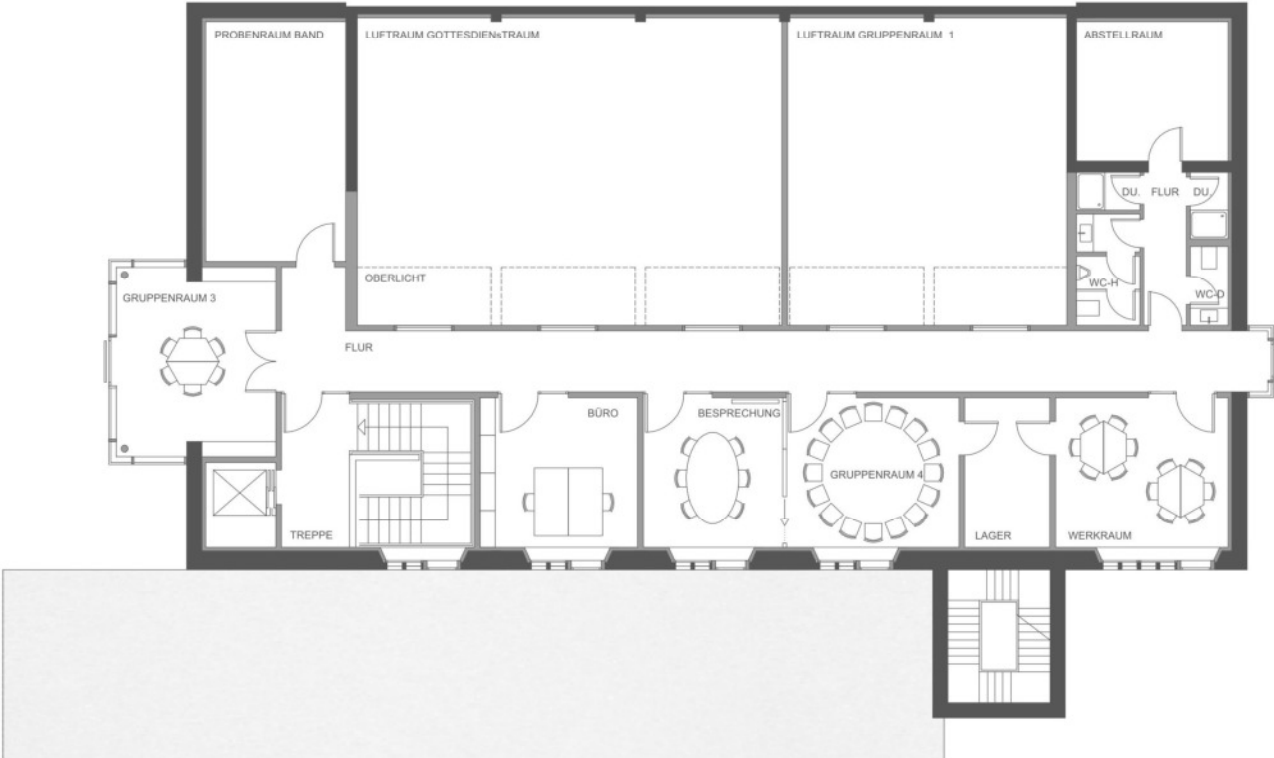 PROBENRAUM BAND
LUFTRAUM GOTTESDIENsTRAUM
LUFTRAUM GRUPPENRAUM 1
ABSTELLRAUM
DU.
FLUR
DU.
OBERLICHT
WC-H
WC-D
GRUPPENRAUM 3
FLUR
BÜRO
BESPRECHUNG
GRUPPENRAUM 4
TREPPE
LAGER
WERKRAUM